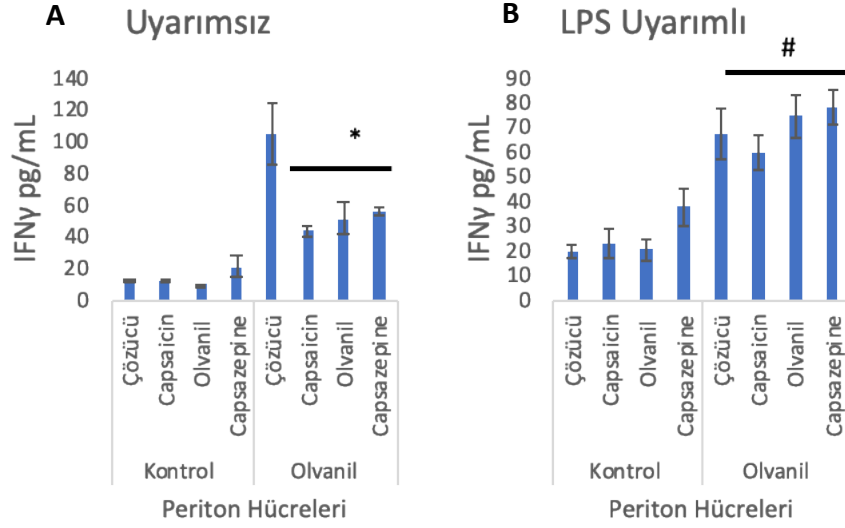 A
Uyarımsız
IFNγ pg/mL
140
120
100
80
60
40
20
0
*
Çözücü
Capsaicin
Olvanil
Capsazepine
Çözücü
Capsaicin
Olvanil
Capsazepine
Kontrol
Olvanil
Periton Hücreleri
B
LPS Uyarımlı
IFNγ pg/mL
90
80
70
60
50
40
30
20
10
0
#
Çözücü
Capsaicin
Olvanil
Capsazepine
Çözücü
Capsaicin
Olvanil
Capsazepine
Kontrol
Olvanil
Periton Hücreleri